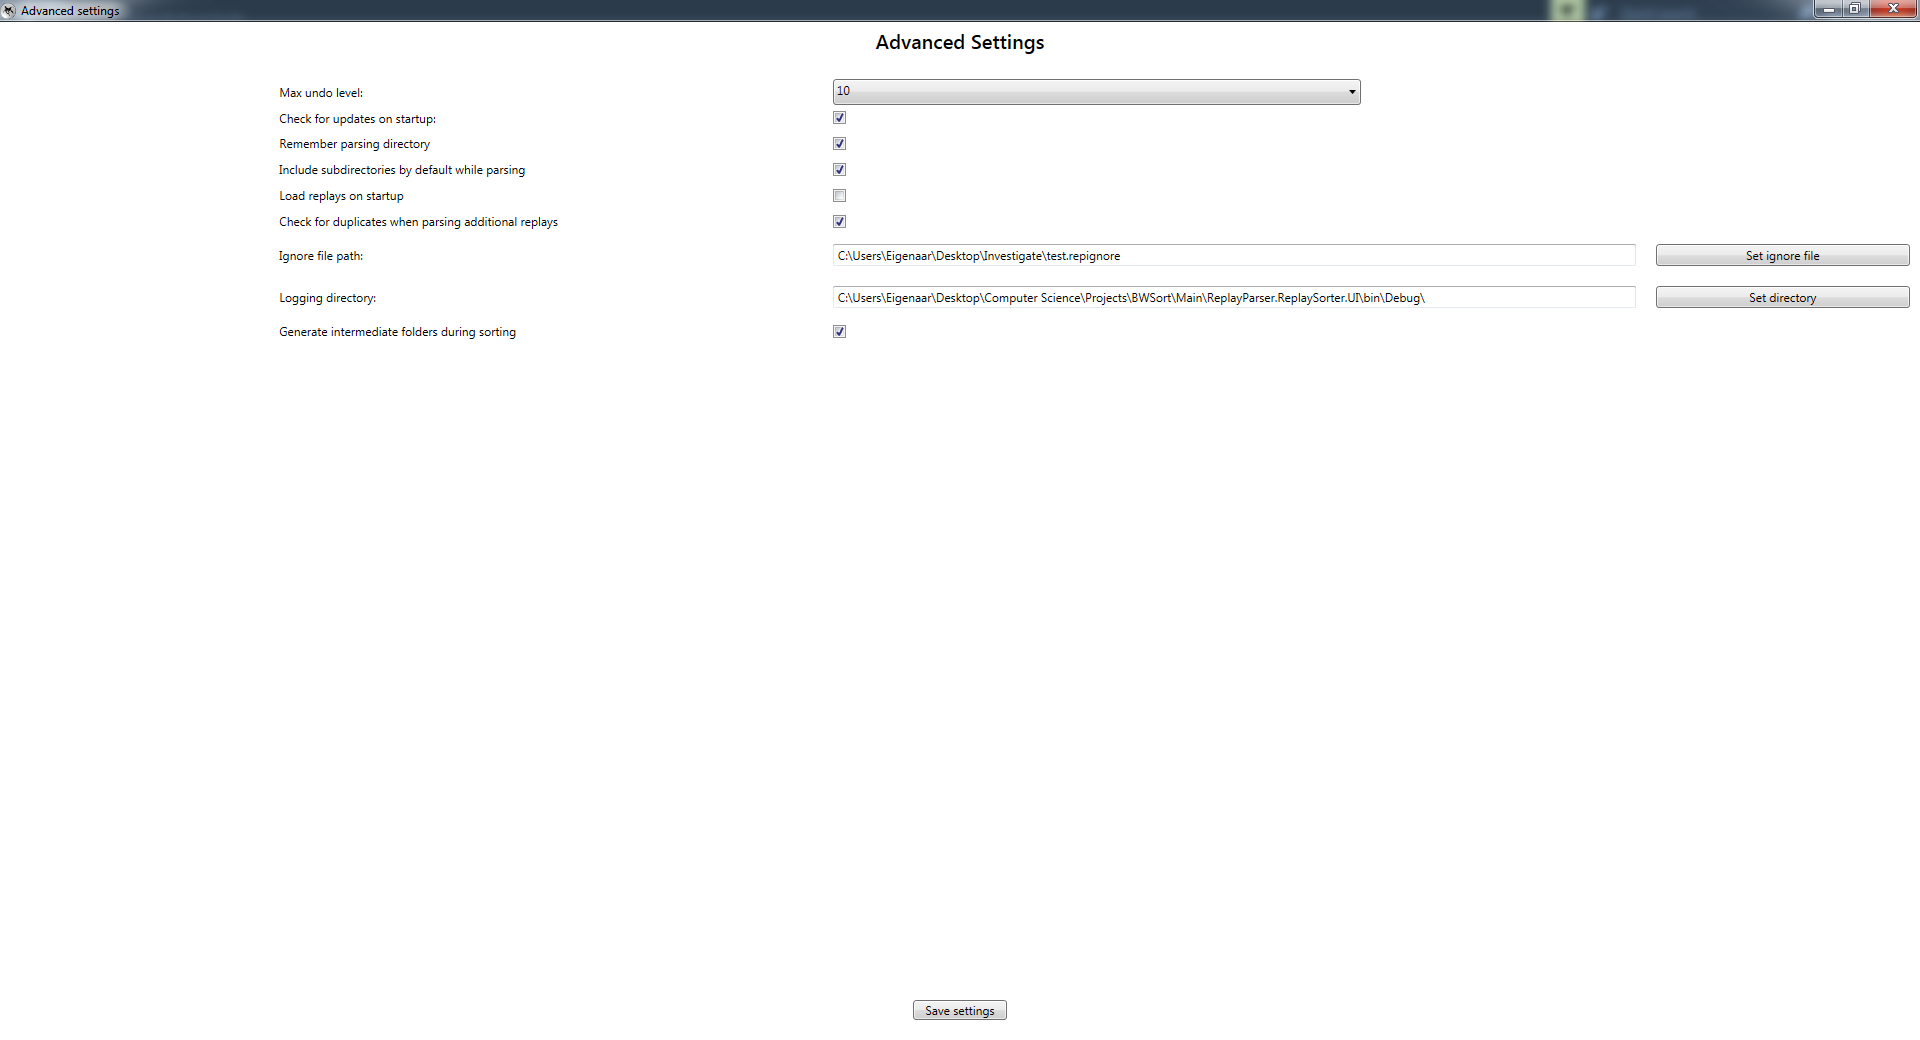 Advanced settings
Advanced Settings
Max undo level:
10
Check for updates on startup:
Remember parsing directory
Include subdirectories by default while parsing
Load replays on startup
Check for duplicates when parsing additional replays
Ignore file path:
C:\Users\Eigenaar\Desktop\Investigate\test.repignore
Set ignore file
Logging directory:
C:\Users\Eigenaar\Desktop\Computer Science\Projects\BWSort\Main\ReplayParser.ReplaySorter.UI\bin\Debug\
Set directory
Generate intermediate folders during sorting
Save settings